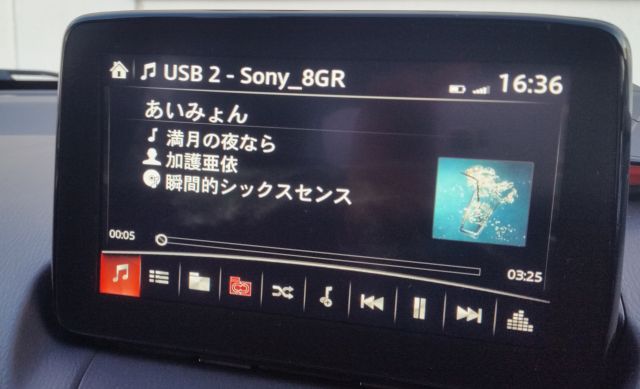 USB 2 - Sony_8GR
16:36
あいみょん
満月の夜なら
加護亜依
瞬間的シックスセンス
00:05
03:25